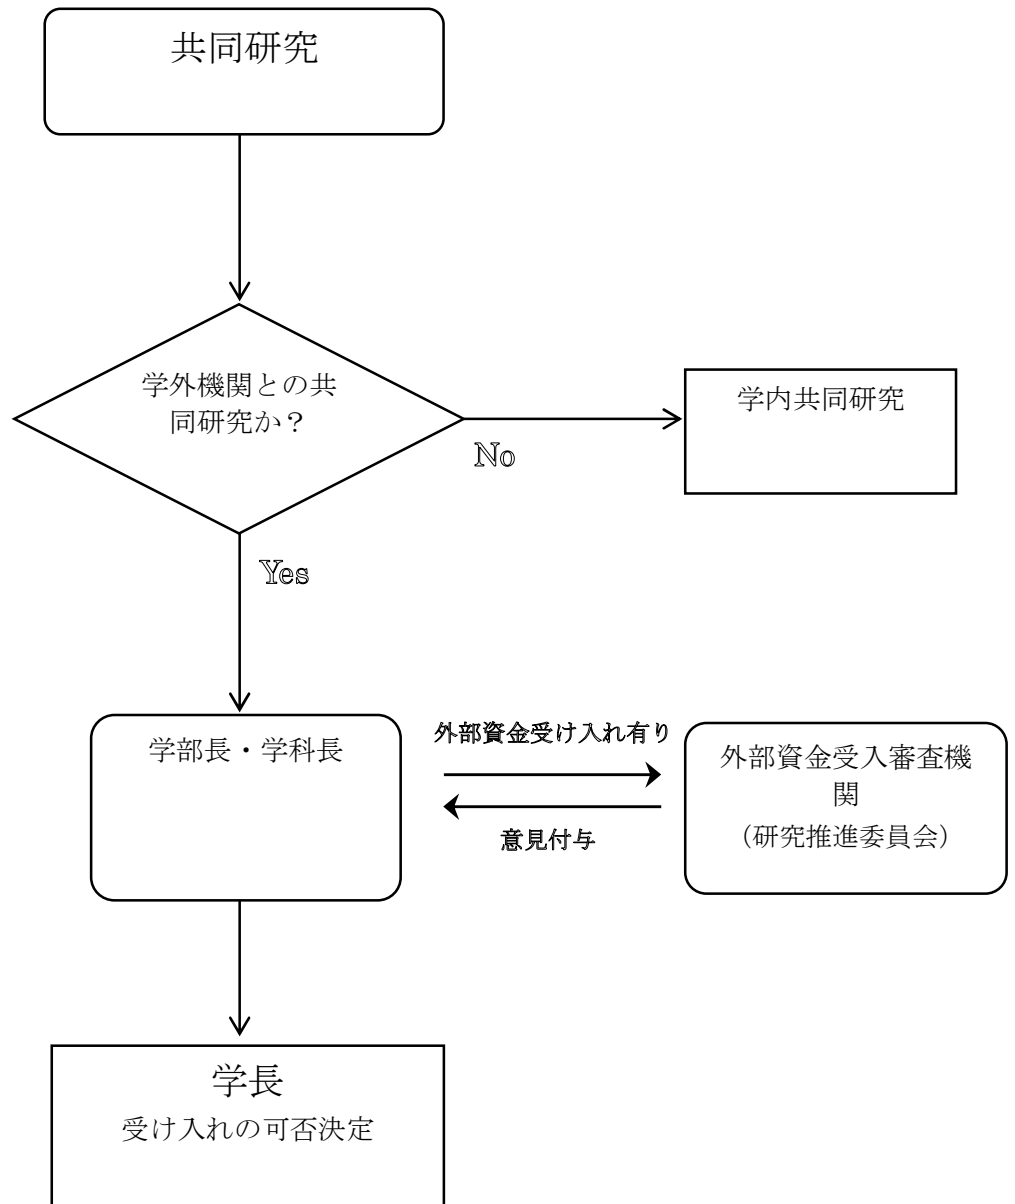 共同研究
学外機関との共
同研究か？
学内共同研究
No
Yes
学部長・学科長
外部資金受け入れ有り
意見付与
外部資金受入審査機
関
（研究推進委員会）
学長
受け入れの可否決定